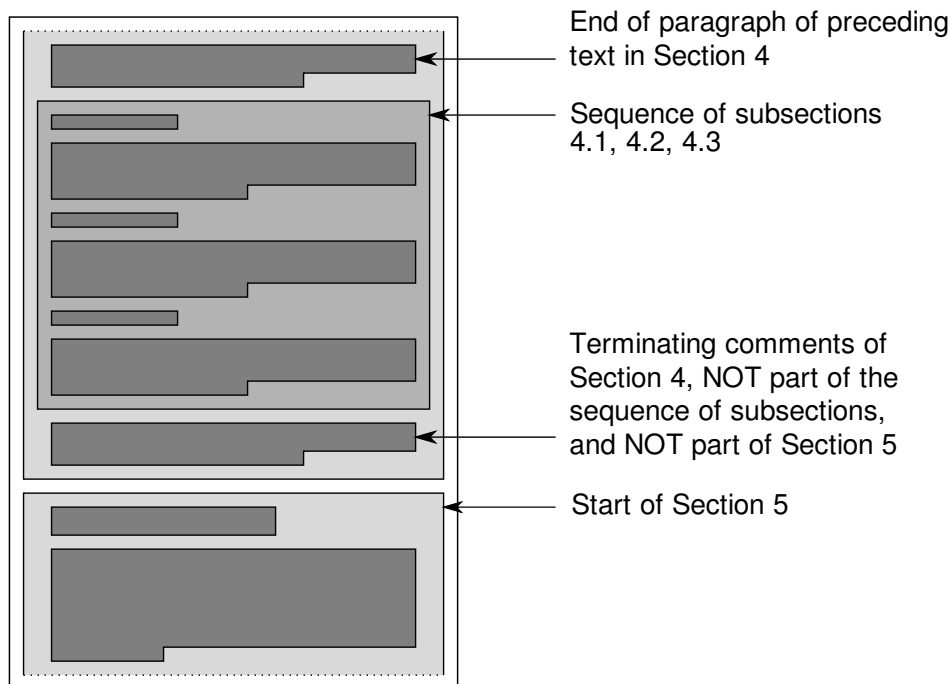 End of paragraph of preceding
text in Section 4
Sequence of subsections
4.1, 4.2, 4.3
Terminating comments of
Section 4, NOT part of the
sequence of subsections,
and NOT part of Section 5
Start of Section 5